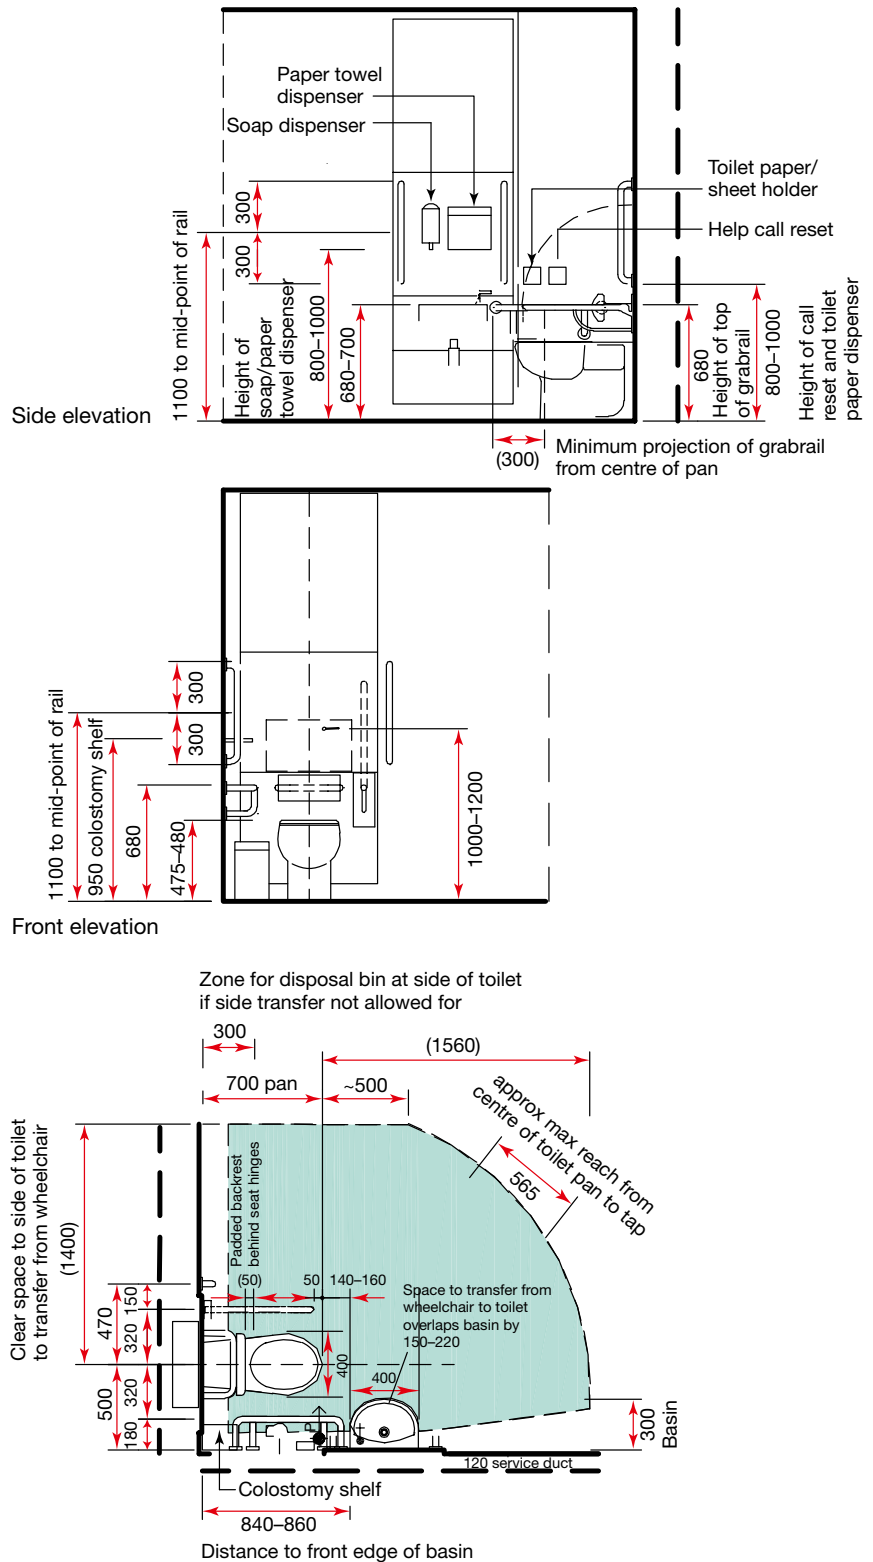 Paper towel
dispenser
Soap dispenser
Toilet paper/
sheet holder
Help call reset
300
300
1100 to mid-point of rail
Height of
soap/paper
towel dispenser
800–1000
680–700
680
Height of top
of grabrail
800–1000
Height of call
reset and toilet
paper dispenser
Side elevation
(300)
Minimum projection of grabrail
from centre of pan
300
300
1100 to mid-point of rail
950 colostomy shelf
680
475–480
1000–1200
Front elevation
Zone for disposal bin at side of toilet
if side transfer not allowed for
300
(1560)
700 pan
~500
approx max reach from
centre of toilet pan to tap
565
Clear space to side of toilet
to transfer from wheelchair
(1400)
Padded backrest
behind seat hinges
(50)
50
140–160
Space to transfer from
wheelchair to toilet
overlaps basin by
150–220
470
150
320
400
400
500
320
180
300
Basin
120 service duct
Colostomy shelf
840–860
Distance to front edge of basin